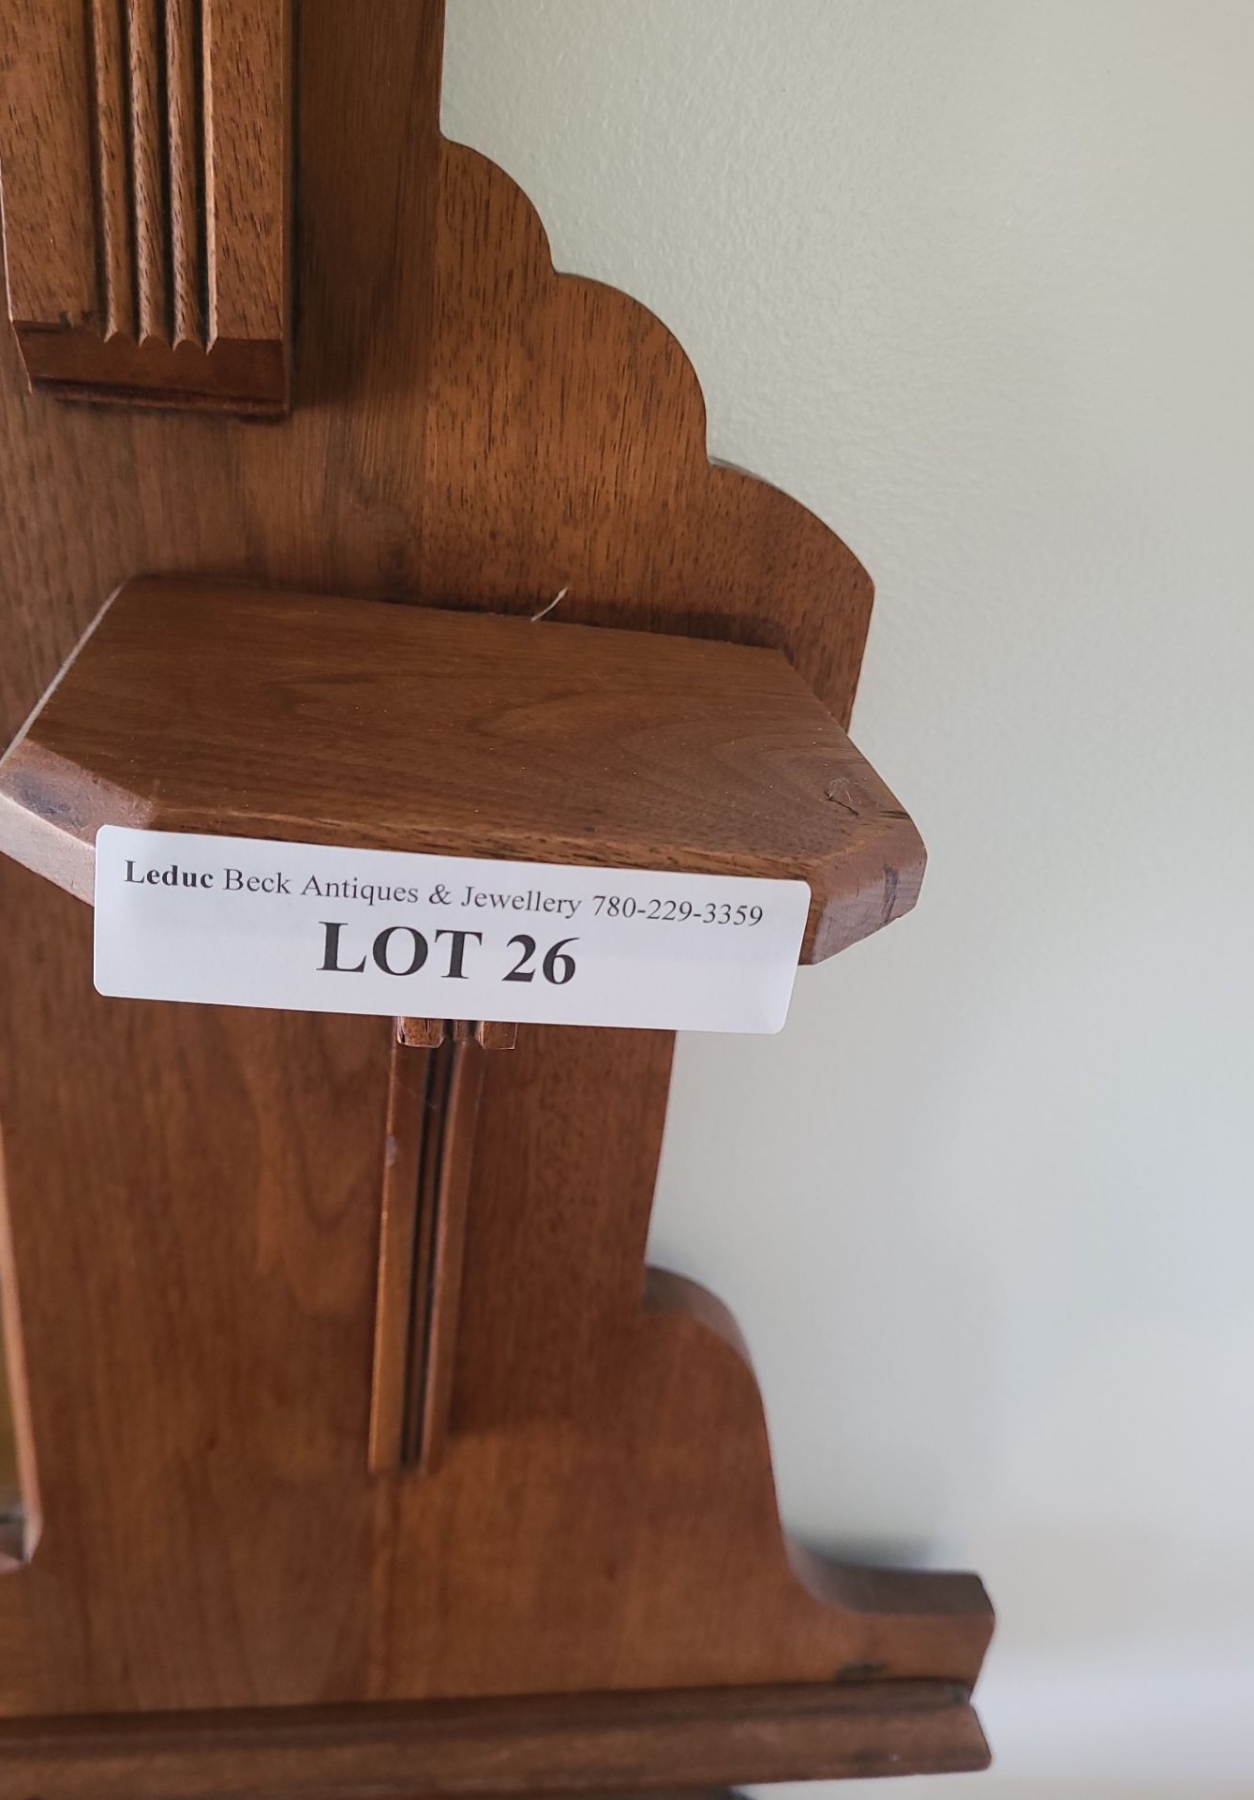 Leduc Beck Antiques & Jewellery 780-229-3359
LOT 26